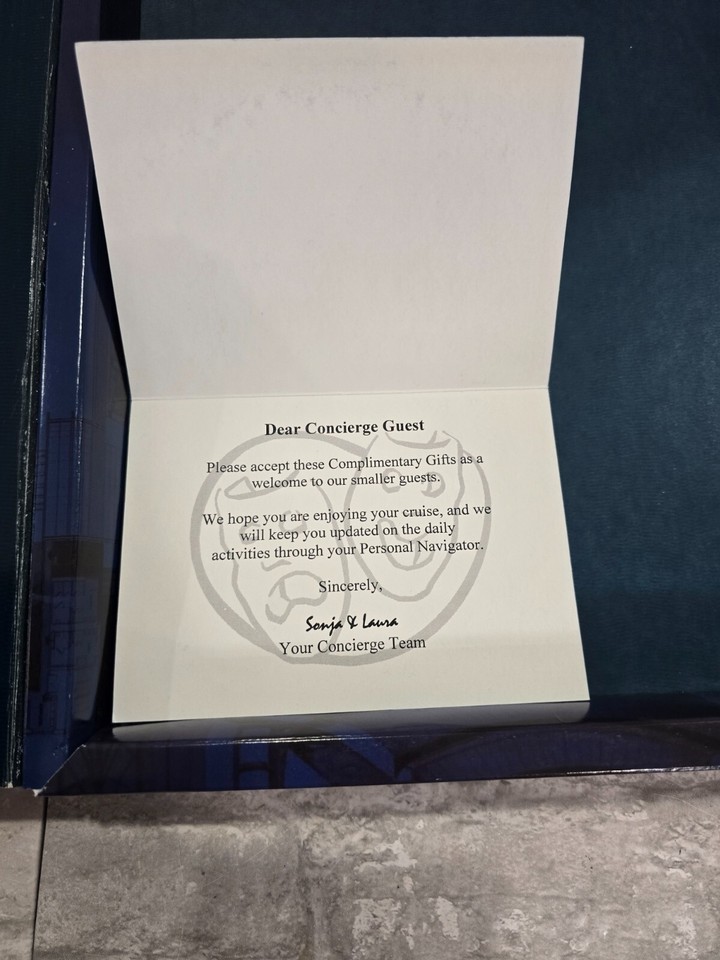 Dear Concierge Guest
Please accept these Complimentary Gifts as a
welcome to our smaller guests.
We hope you are enjoying your cruise, and we
will keep you updated on the daily
activities through your Personal Navigator.
Sincerely,
Sonja & Laura
Your Concierge Team